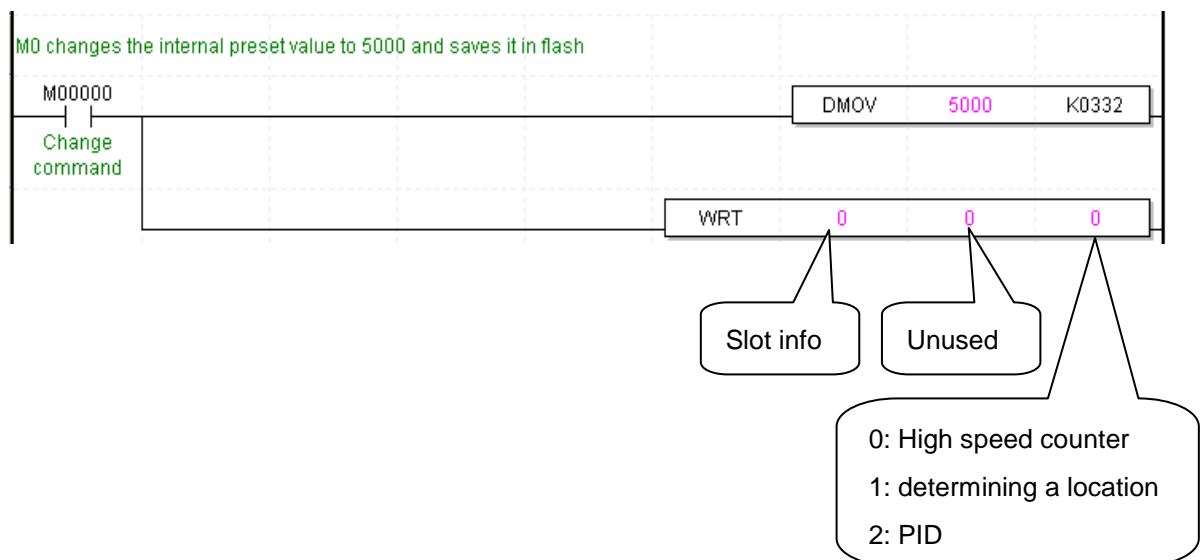 M0 changes the internal preset value to 5000 and saves it in flash
M00000
DMOV 5000 K0332
Change
command
WRT 0 0 0
Slot info
Unused
0: High speed counter
1: determining a location
2: PID